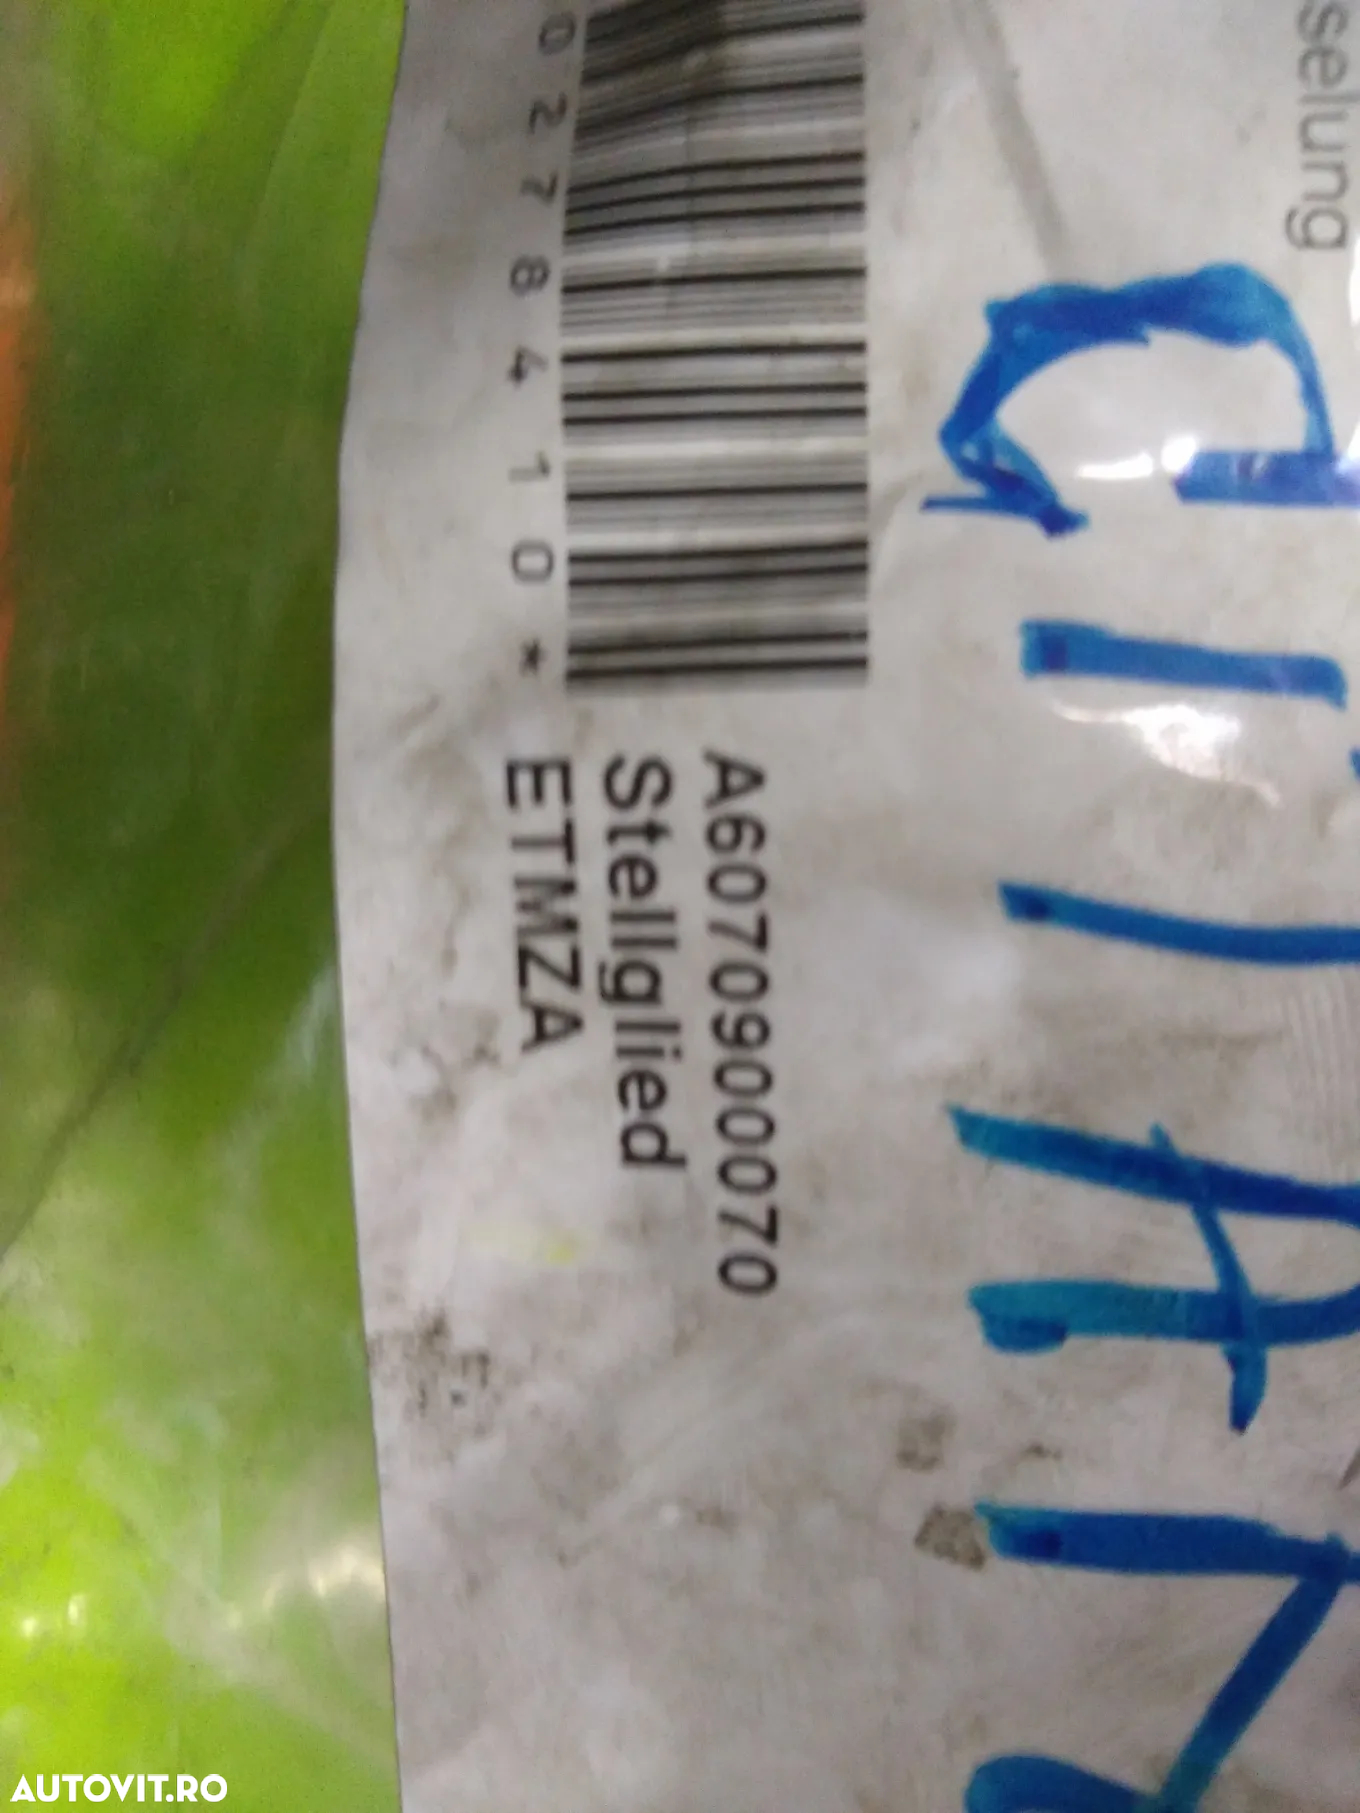 selung
0278410*
A6070900070
Stellglied
ETMZA
AUTOVIT.RO